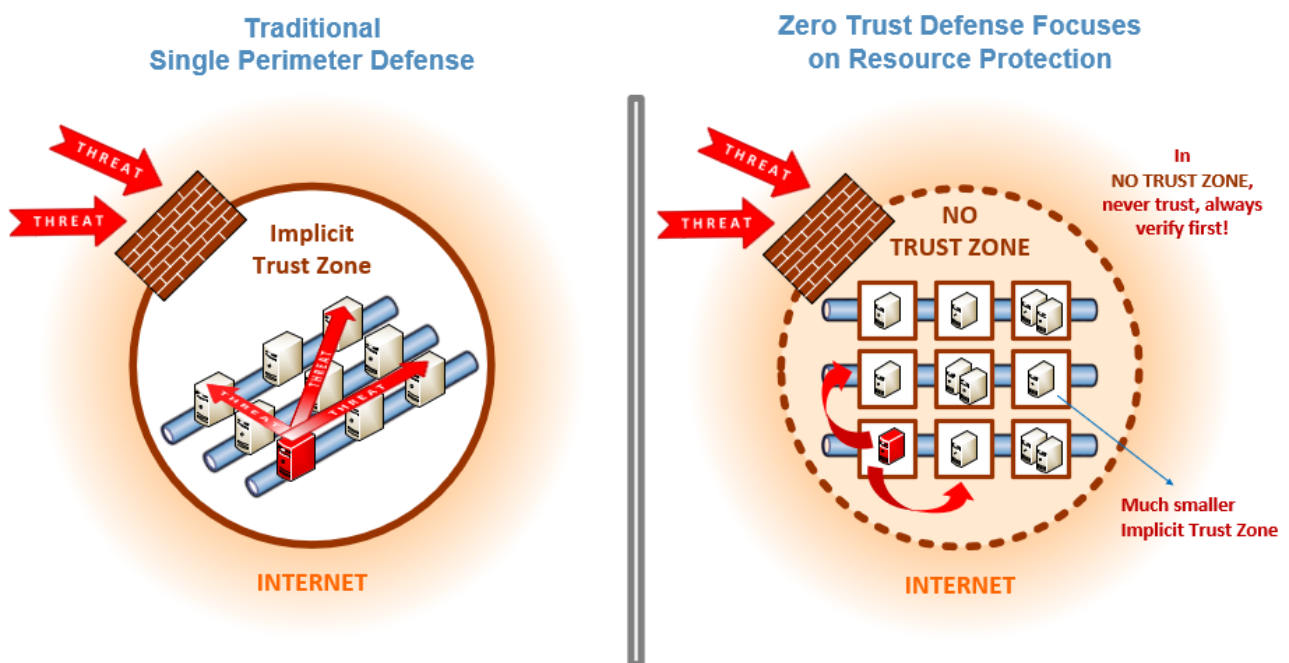 Traditional
Single Perimeter Defense
THREAT
THREAT
Implicit
Trust Zone
THREAT
THREAT
THREAT
INTERNET
Zero Trust Defense Focuses
on Resource Protection
THREAT
THREAT
NO
TRUST ZONE
In
NO TRUST ZONE,
never trust, always
verify first!
Much smaller
Implicit Trust Zone
INTERNET